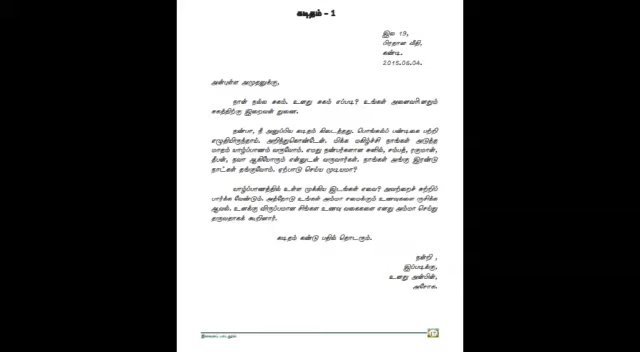 கடிதம் - 1
இல 19,
பிரதான வீதி,
கண்டி.
2015.06.04.
அன்புள்ள அமுதனுக்கு,
நான் நல்ல சுகம். உனது சுகம் எப்படி? உங்கள் அனைவரினதும்
சுகத்திற்கு இறைவன் துணை.
நண்பா, நீ அனுப்பிய கடிதம் கிடைத்தது. பொங்கல்ப் பண்டிகை பற்றி
எழுதியிருந்தாய். அறிந்துகொண்டேன். மிக்க மகிழ்ச்சி நாங்கள் அடுத்த
மாதம் யாழ்ப்பாணம் வருவோம். எமது நண்பர்களான சுனில், சம்பத், ரகுமான்,
தீபன், நவா ஆகியோரும் என்னுடன் வருவார்கள். நாங்கள் அங்கு இரண்டு
நாட்கள் தங்குவோம். ஏற்பாடு செய்ய முடியுமா?
யாழ்ப்பாணத்தில் உள்ள முக்கிய இடங்கள் எவை? அவற்றைச் சுற்றிப்
பார்க்க வேண்டும். அத்தோடு உங்கள் அம்மா சமைக்கும் உணவுகளை ருசிக்க
ஆவல். உனக்கு விருப்பமான சிங்கள உணவு வகைகளை எனது அம்மா செய்து
தருவதாகக் கூறினார்.
கடிதம் கண்டு பதில் தொடரும்.
நன்றி ,
இப்படிக்கு,
உனது அன்பின்,
அசோக.
17